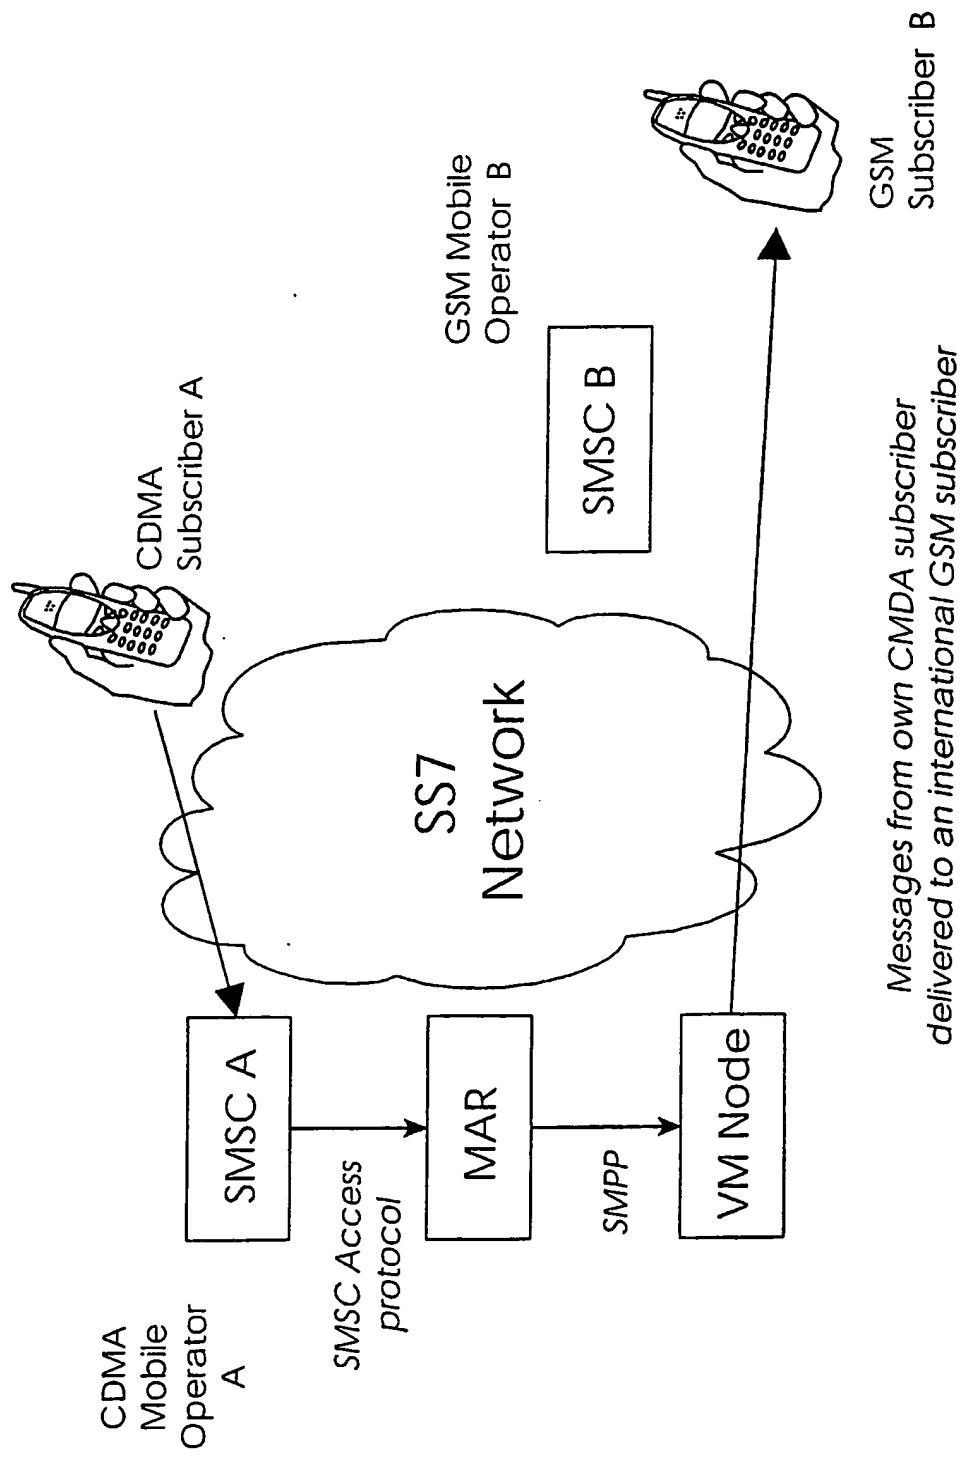 CDMA
Mobile
Operator
A
CDMA
Subscriber A
SMSC A
SMSC Access
protocol
MAR
SMPP
VM Node
SS7
Network
GSM Mobile
Operator B
SMSC B
GSM
Subscriber B
Messages from own CMDA subscriber
delivered to an international GSM subscriber